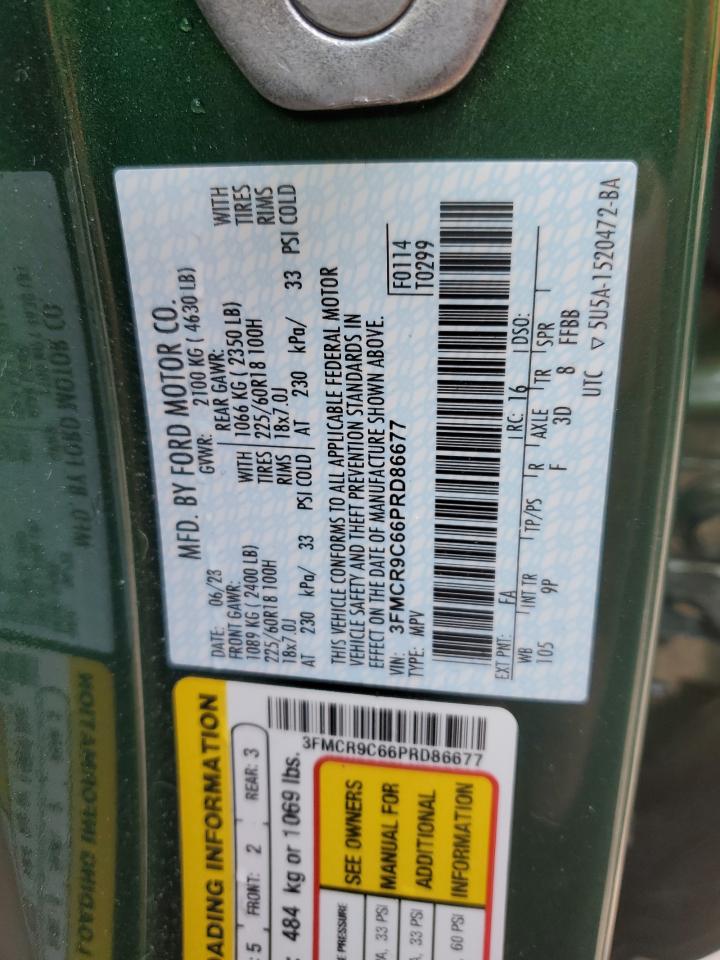 MFD. BY FORD MOTOR CO.
DATE: 06/23 GVWR: 2100 KG ( 4630 LB)
FRONT GAWR: REAR GAWR:
1089 KG ( 2400 LB) WITH 1066 KG ( 2350 LB) WITH
225/60R18 100H TIRES 225/60R18 100H TIRES
18x7.0J RIMS 18x7.0J RIMS
AT 230 kPa/ 33 PSI COLD AT 230 kPa/ 33 PSI COLD
THIS VEHICLE CONFORMS TO ALL APPLICABLE FEDERAL MOTOR
VEHICLE SAFETY AND THEFT PREVENTION STANDARDS IN
EFFECT ON THE DATE OF MANUFACTURE SHOWN ABOVE.
VIN: 3FMCR9C66PRD86677 F0114
TYPE: MPV T0299
EXT PNT: FA RC: 16 DSO:
WB INT TR TP/PS R AXLE TR SPR
105 9P F 3D 8 FFBB
UTC ▽ 5U5A-1520472-BA
OADING INFORMATION
: 5 FRONT: 2 REAR: 3
484 kg or 1069 lbs.
3FMCR9C66PRD86677
E PRESSURE SEE OWNERS
MANUAL FOR
ADDITIONAL
INFORMATION
33 PSI
33 PSI
60 PSI